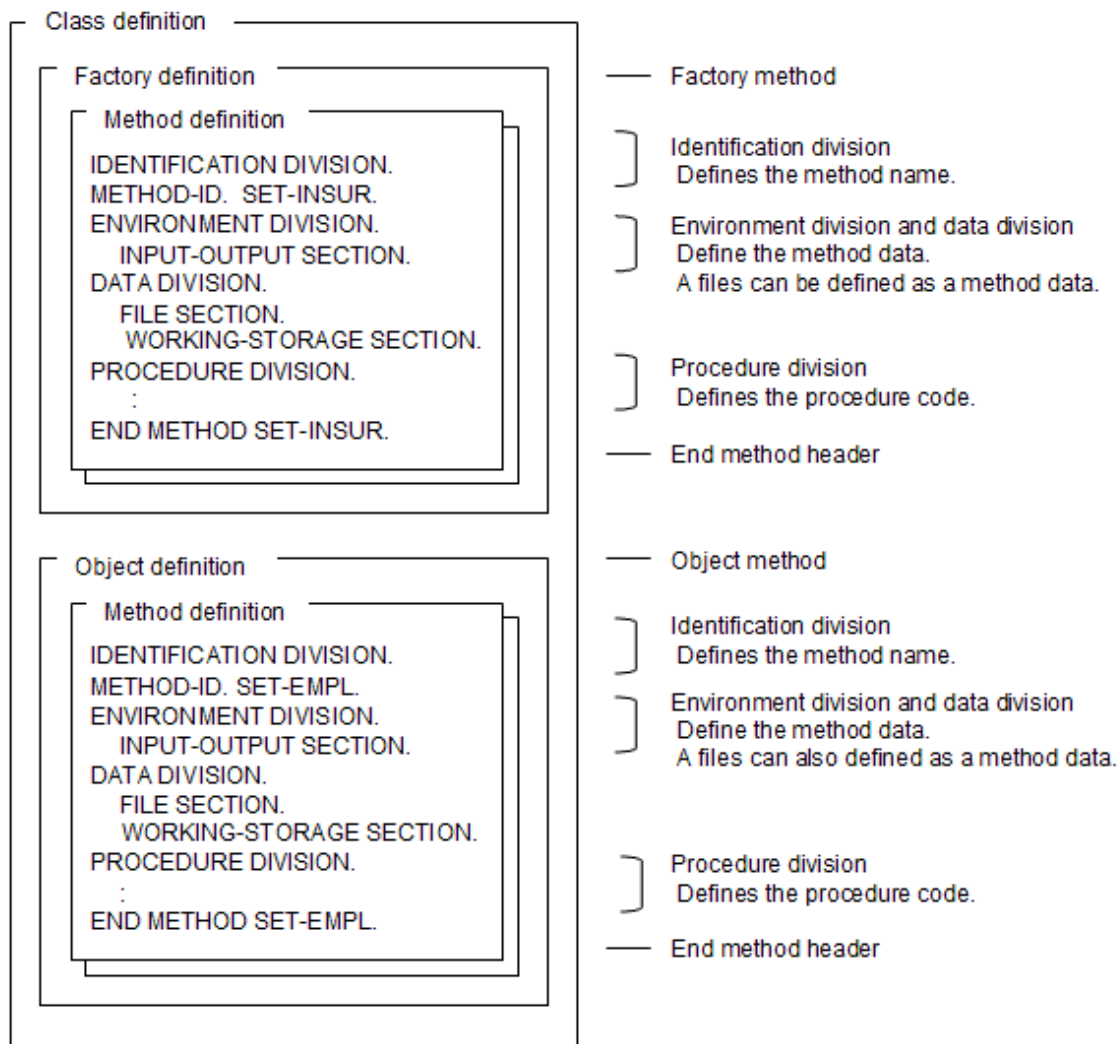 Class definition
Factory definition
Method definition
IDENTIFICATION DIVISION.
METHOD-ID. SET-INSUR.
ENVIRONMENT DIVISION.
INPUT-OUTPUT SECTION.
DATA DIVISION.
FILE SECTION.
WORKING-STORAGE SECTION.
PROCEDURE DIVISION.
:
END METHOD SET-INSUR.
Factory method
Identification division
Defines the method name.
Environment division and data division
Define the method data.
A files can be defined as a method data.
Procedure division
Defines the procedure code.
End method header
Object definition
Method definition
IDENTIFICATION DIVISION.
METHOD-ID. SET-EMPL.
ENVIRONMENT DIVISION.
INPUT-OUTPUT SECTION.
DATA DIVISION.
FILE SECTION.
WORKING-STORAGE SECTION.
PROCEDURE DIVISION.
:
END METHOD SET-EMPL.
Object method
Identification division
Defines the method name.
Environment division and data division
Define the method data.
A files can also defined as a method data.
Procedure division
Defines the procedure code.
End method header